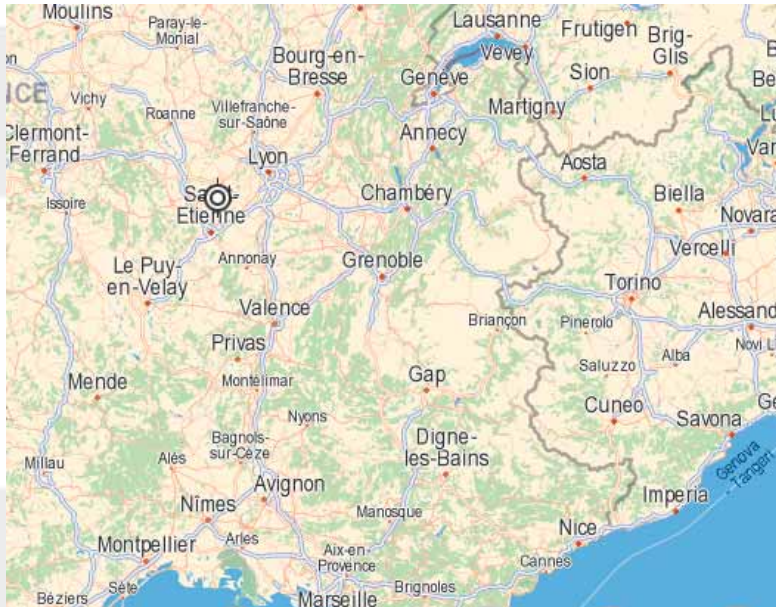 Moulins
Paray-le-
Monial
Lausanne
Vevey
Frutigen
Brig-
Glis
Bourg-en-
Bresse
Genève
Sion
Martigny
Vichy
Roanne
Villefranche-
sur-Saône
Clermont-
Ferrand
Annecy
Lyon
Aosta
Issoire
Saint-
Etienne
Chambéry
Biella
Novara
Annonay
Le Puy-
en-Velay
Grenoble
Vercelli
Torino
Valence
Briançon
Pinerolo
Privas
Saluzzo
Alba
Mende
Montélimar
Gap
Cuneo
Savona
Nyons
Bagnols-
sur-Cèze
Digne-
les-Bains
Genova
- Tangeri
Millau
Alès
Avignon
Nîmes
Manosque
Imperia
Arles
Nice
Montpellier
Aix-en-
Provence
Cannes
Béziers
Sète
Marseille
Brignoles